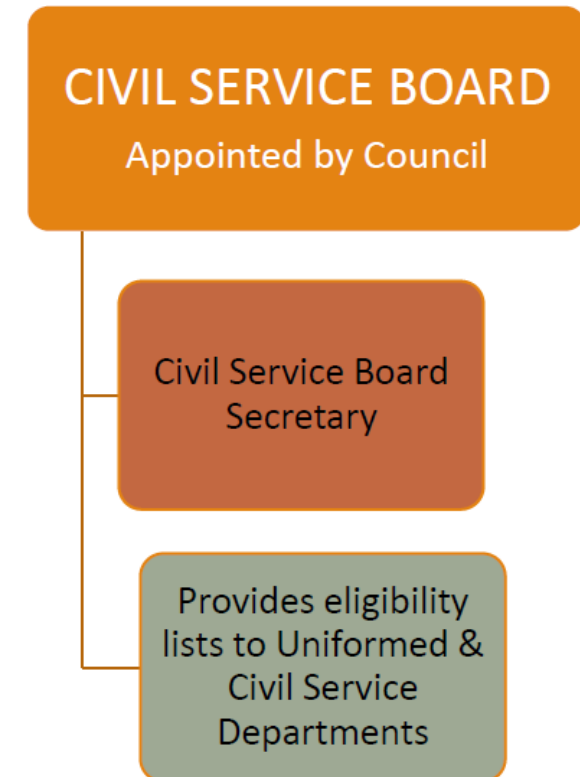 CIVIL SERVICE BOARD
Appointed by Council
Civil Service Board
Secretary
Provides eligibility
lists to Uniformed &
Civil Service
Departments